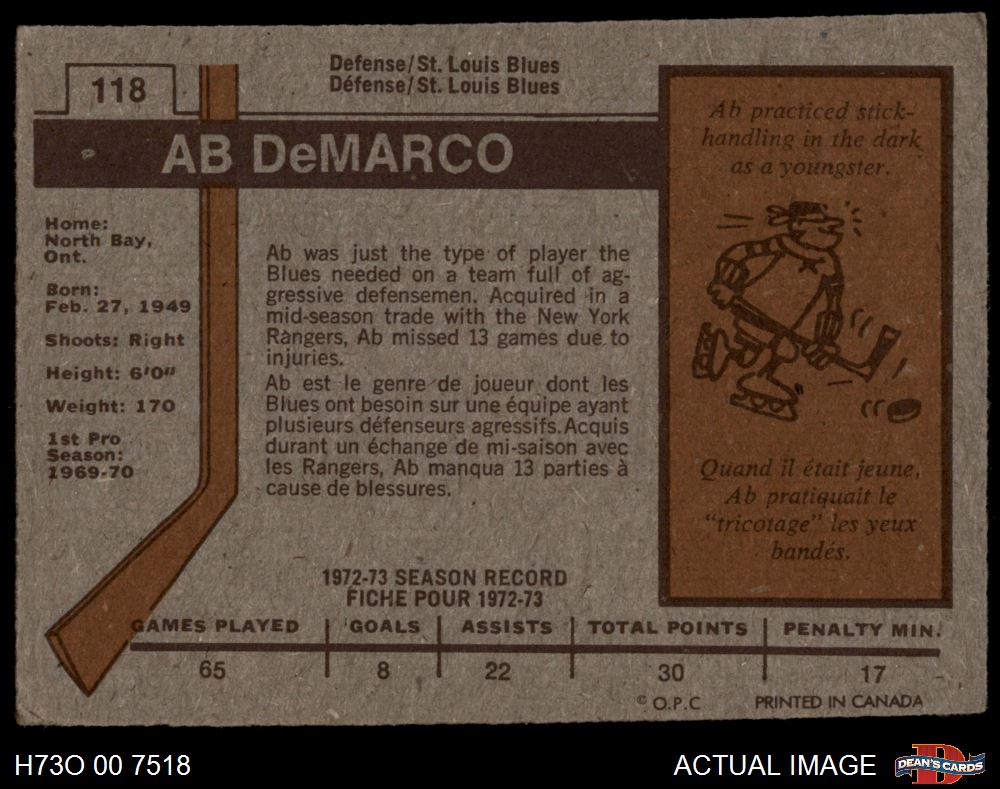 118
Defense/St. Louis Blues
Défense/St. Louis Blues
AB DeMARCO
Home:
North Bay,
Ont.
Born:
Feb. 27, 1949
Shoots: Right
Height: 6'0"
Weight: 170
1st Pro
Season:
1969-70
Ab was just the type of player the
Blues needed on a team full of ag-
gressive defensemen. Acquired in a
mid-season trade with the New York
Rangers, Ab missed 13 games due to
injuries.
Ab est le genre de joueur dont les
Blues ont besoin sur une équipe ayant
plusieurs défenseurs agressifs. Acquis
durant un échange de mi-saison avec
les Rangers, Ab manqua 13 parties à
cause de blessures.
Ab practiced stick-
handling in the dark
as a youngster.
Quand il était jeune,
Ab pratiquait le
"tricotage" les yeux
bandés.
1972-73 SEASON RECORD
FICHE POUR 1972-73
GAMES PLAYED GOALS ASSISTS TOTAL POINTS PENALTY MIN.
65 8 22 30 17
© O.P.C PRINTED IN CANADA
H73O 00 7518
ACTUAL IMAGE
D
DEAN'S CARDS